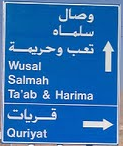 وصال
سلماه
تعب وحريمة
Wusal
Salmah
Ta'ab & Harima
قريات
Quriyat